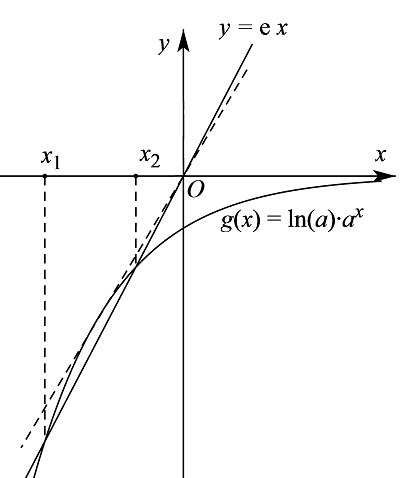 y = e x
y
x₁
x₂
x
O
g(x) = ln(a)·aˣ